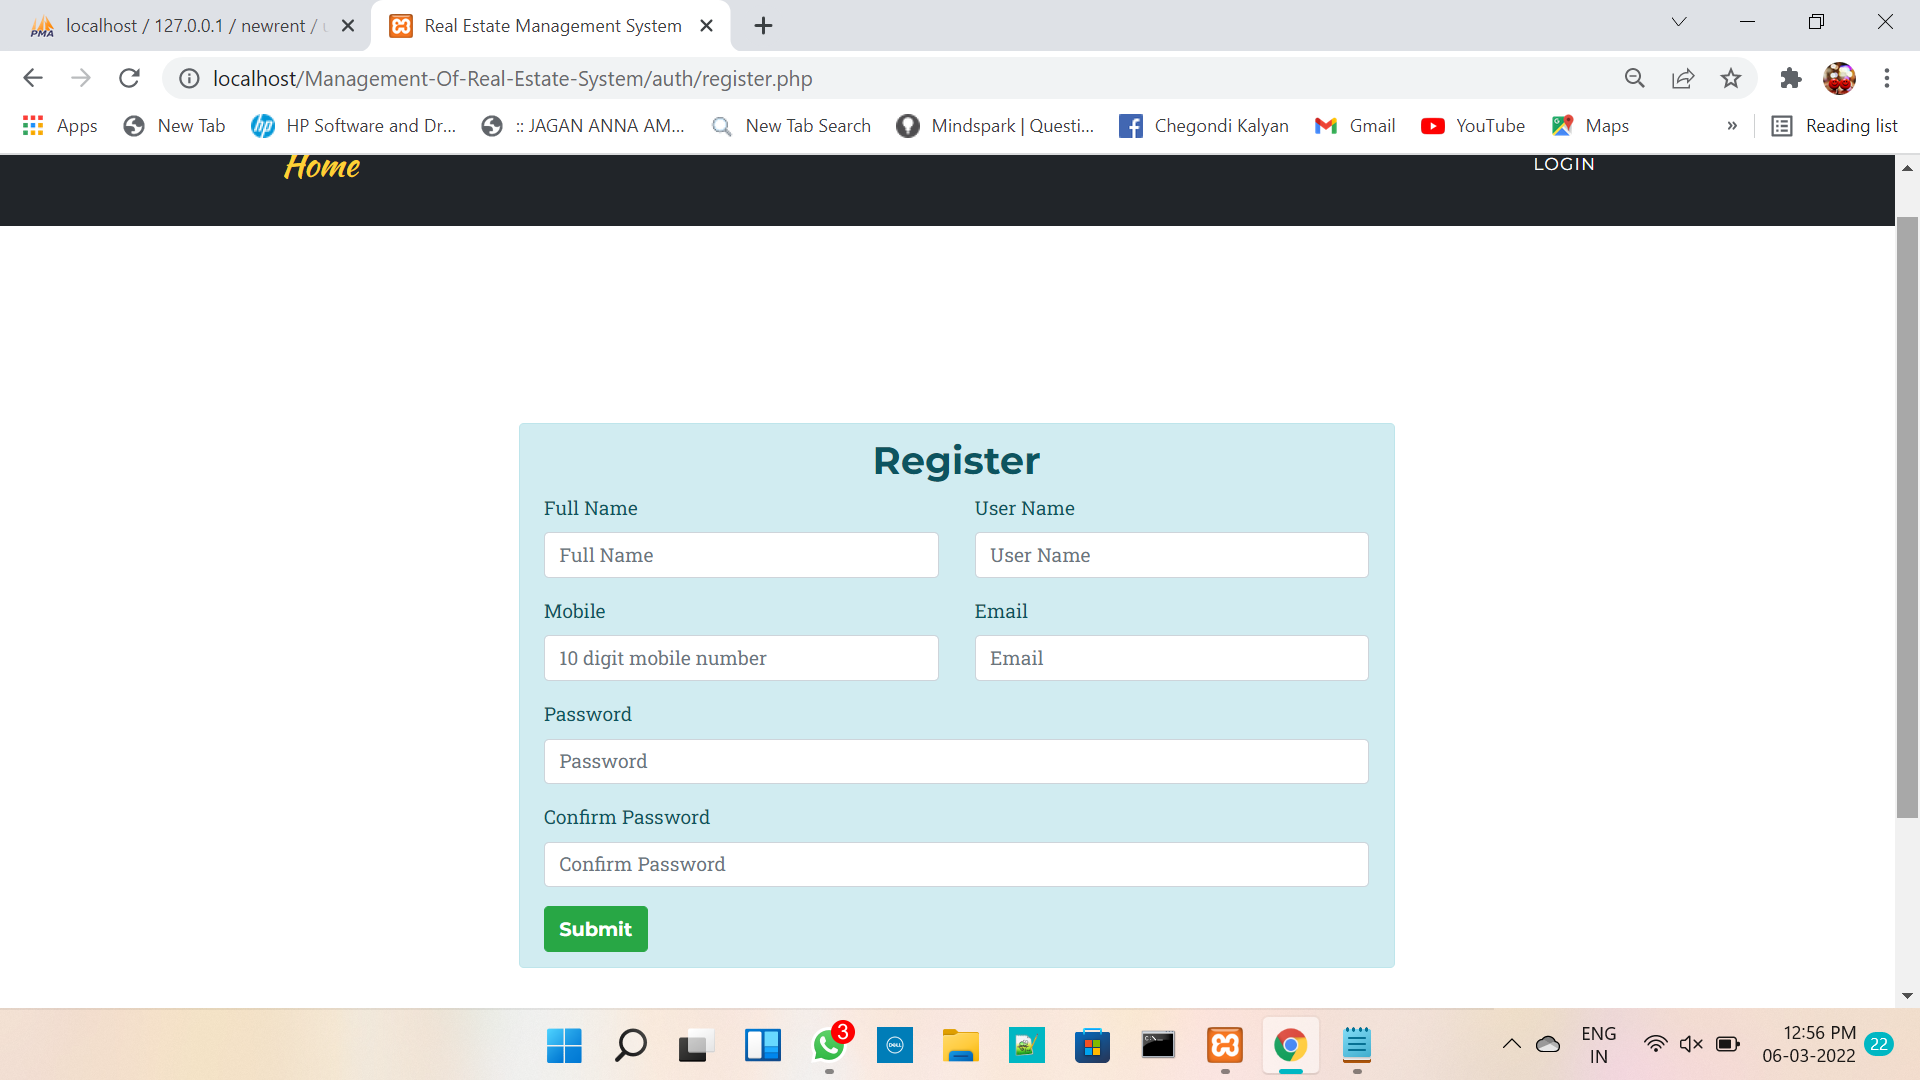 localhost / 127.0.0.1 / newrent /
Real Estate Management System
localhost/Management-Of-Real-Estate-System/auth/register.php
Apps
New Tab
HP Software and Dr...
:: JAGAN ANNA AM...
New Tab Search
Mindspark | Questi...
Chegondi Kalyan
Gmail
YouTube
Maps
»
Reading list
Home
LOGIN
Register
Full Name
User Name
Full Name
User Name
Mobile
Email
10 digit mobile number
Email
Password
Password
Confirm Password
Confirm Password
Submit
3
DELL
ENG
IN
12:56 PM
06-03-2022
22